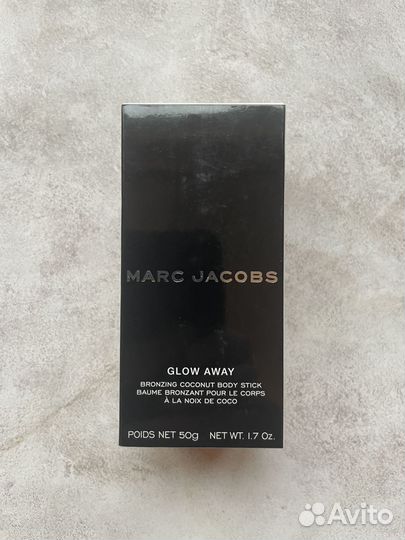 MARC JACOBS
GLOW AWAY
BRONZING COCONUT BODY STICK
BAUME BRONZANT POUR LE CORPS
À LA NOIX DE COCO
POIDS NET 50g NET WT. 1.7 Oz.
Avito